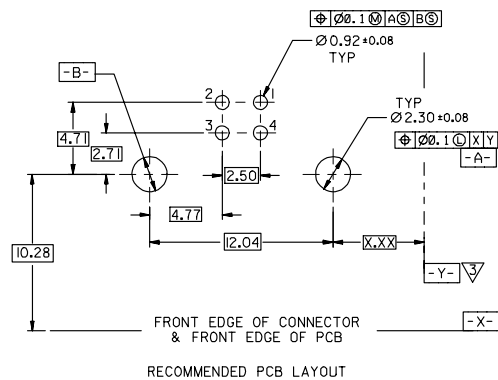 ⌖ Ø0.1 Ⓜ A Ⓢ B Ⓢ
Ø0.92 ±0.08
TYP
-B-
2
1
3
4
TYP
Ø2.30 ±0.08
⌖ Ø0.1 Ⓛ X Y
-A-
4.71
2.71
2.50
4.77
12.04
X.XX
10.28
-Y- 3
-X-
FRONT EDGE OF CONNECTOR
& FRONT EDGE OF PCB
RECOMMENDED PCB LAYOUT